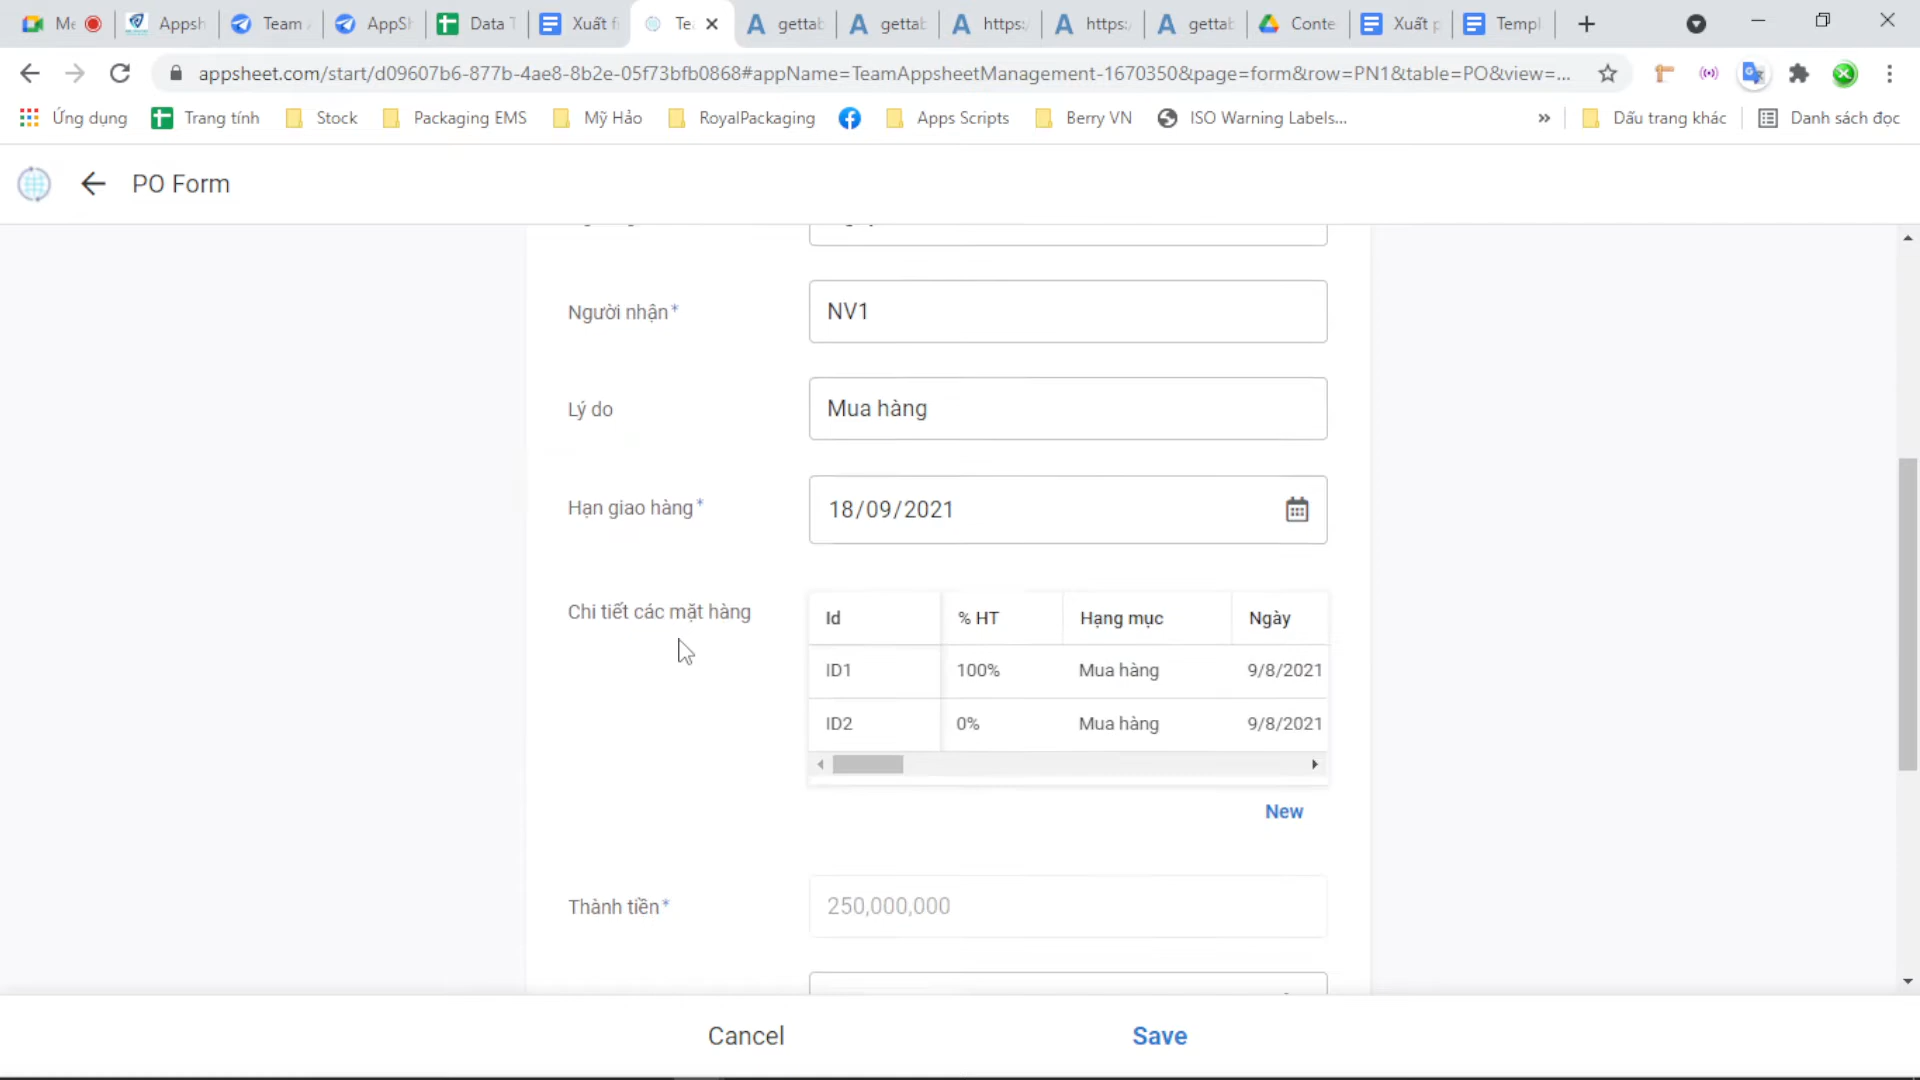 Me
Appsh
Team
AppSh
Data T
Xuất fi
Te
gettab
gettab
https:/
https:/
gettab
Conte
Xuất p
Templ
appsheet.com/start/d09607b6-877b-4ae8-8b2e-05f73bfb0868#appName=TeamAppsheetManagement-1670350&page=form&row=PN1&table=PO&view=...
Ứng dụng
Trang tính
Stock
Packaging EMS
Mỹ Hảo
RoyalPackaging
Apps Scripts
Berry VN
ISO Warning Labels...
»
Dấu trang khác
Danh sách đọc
PO Form
Người nhận*
NV1
Lý do
Mua hàng
Hạn giao hàng*
18/09/2021
Chi tiết các mặt hàng
Id % HT Hạng mục Ngày
ID1 100% Mua hàng 9/8/2021
ID2 0% Mua hàng 9/8/2021
New
Thành tiền*
250,000,000
Cancel
Save